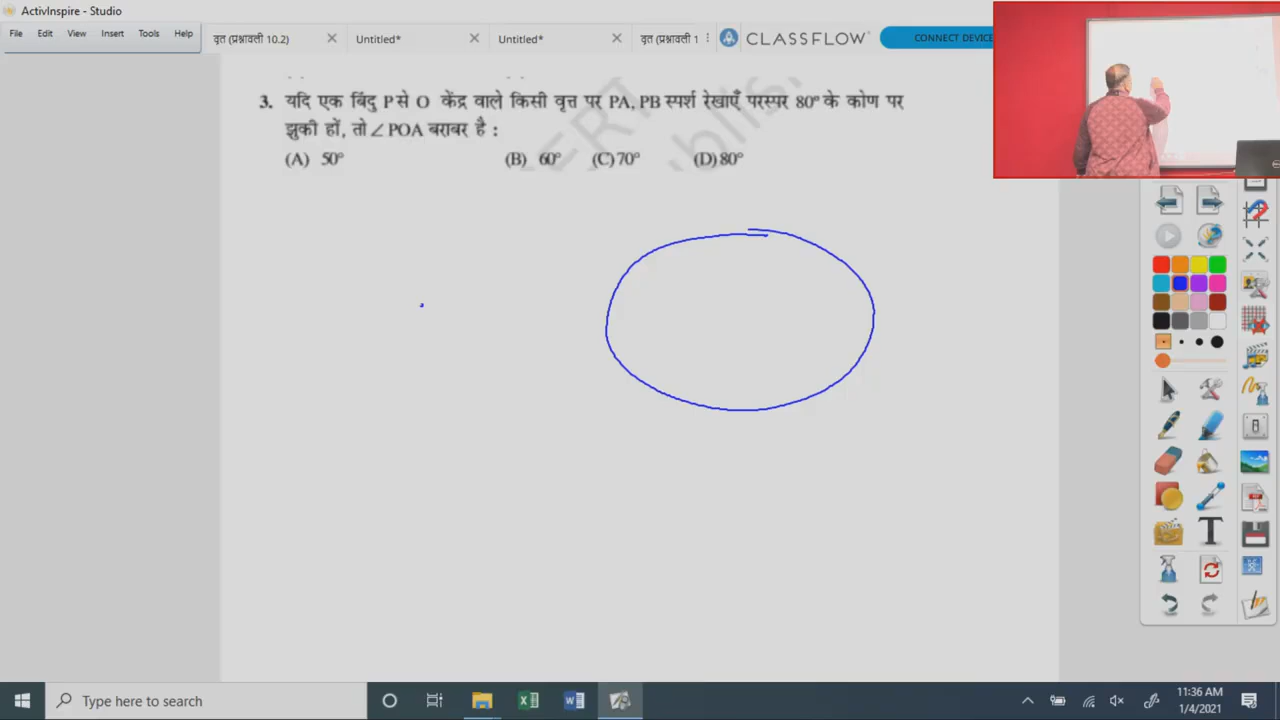 ActivInspire - Studio
File Edit View Insert Tools Help
वृत (प्रश्नावली 10.2) Untitled* Untitled* वृत (प्रश्नावली 1 CLASSFLOW CONNECT DEVICE
3. यदि एक बिंदु P से O केंद्र वाले किसी वृत्त पर PA, PB स्पर्श रेखाएँ परस्पर 80° के कोण पर
झुकी हों, तो ∠POA बराबर है :
(A) 50° (B) 60° (C) 70° (D) 80°
Type here to search
11:36 AM
1/4/2021